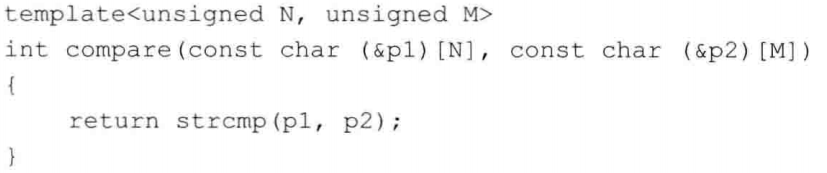 template<unsigned N, unsigned M>
int compare(const char (&p1)[N], const char (&p2)[M])
{
    return strcmp(p1, p2);
}